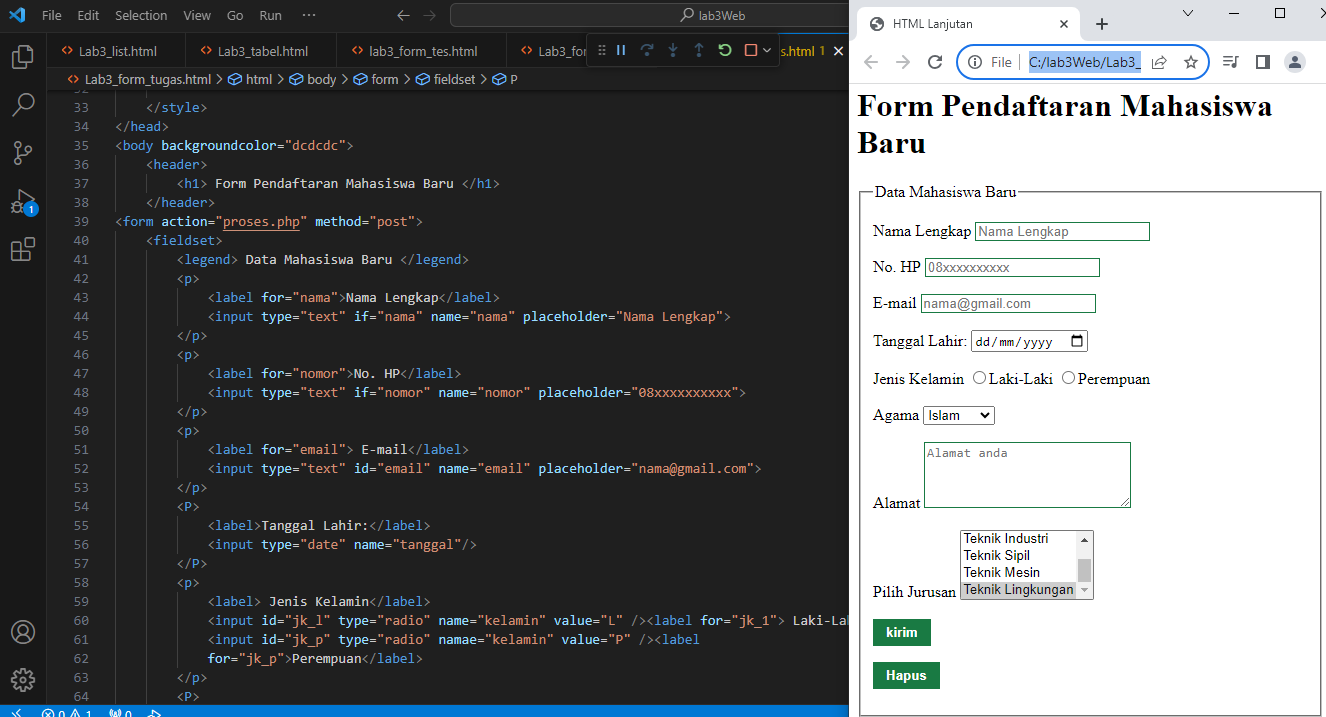 File Edit Selection View Go Run ··· lab3Web
Lab3_list.html Lab3_tabel.html lab3_form_tes.html Lab3_for s.html 1
Lab3_form_tugas.html > html > body > form > fieldset > P
33 </style>
34 </head>
35 <body backgroundcolor="dcdcdc">
36 <header>
37 <h1> Form Pendaftaran Mahasiswa Baru </h1>
38 </header>
39 <form action="proses.php" method="post">
40 <fieldset>
41 <legend> Data Mahasiswa Baru </legend>
42 <p>
43 <label for="nama">Nama Lengkap</label>
44 <input type="text" if="nama" name="nama" placeholder="Nama Lengkap">
45 </p>
46 <p>
47 <label for="nomor">No. HP</label>
48 <input type="text" if="nomor" name="nomor" placeholder="08xxxxxxxxxx">
49 </p>
50 <p>
51 <label for="email"> E-mail</label>
52 <input type="text" id="email" name="email" placeholder="nama@gmail.com">
53 </p>
54 <P>
55 <label>Tanggal Lahir:</label>
56 <input type="date" name="tanggal"/>
57 </P>
58 <p>
59 <label> Jenis Kelamin</label>
60 <input id="jk_l" type="radio" name="kelamin" value="L" /><label for="jk_1"> Laki-Lak
61 <input id="jk_p" type="radio" namae="kelamin" value="P" /><label
62 for="jk_p">Perempuan</label>
63 </p>
64 <P>
1
0 1 0
HTML Lanjutan
File C:/lab3Web/Lab3_
Form Pendaftaran Mahasiswa
Baru
Data Mahasiswa Baru
Nama Lengkap Nama Lengkap
No. HP 08xxxxxxxxxx
E-mail nama@gmail.com
Tanggal Lahir: dd/mm/yyyy
Jenis Kelamin Laki-Laki Perempuan
Agama Islam
Alamat anda
Alamat
Teknik Industri
Teknik Sipil
Teknik Mesin
Pilih Jurusan Teknik Lingkungan
kirim
Hapus